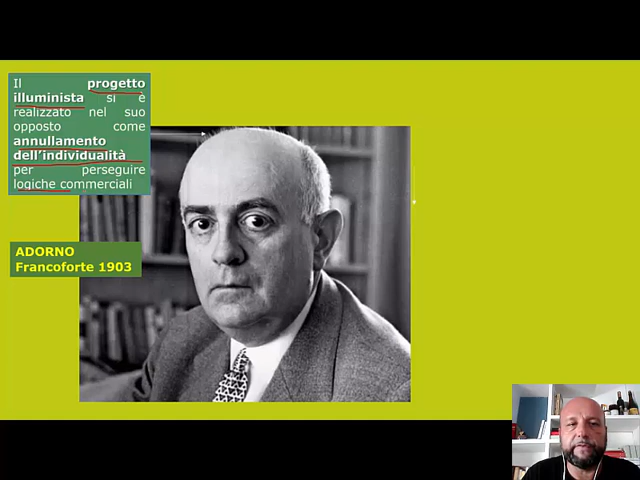 Il progetto
illuminista si è
realizzato nel suo
opposto come
annullamento
dell'individualità
per perseguire
logiche commerciali
ADORNO
Francoforte 1903